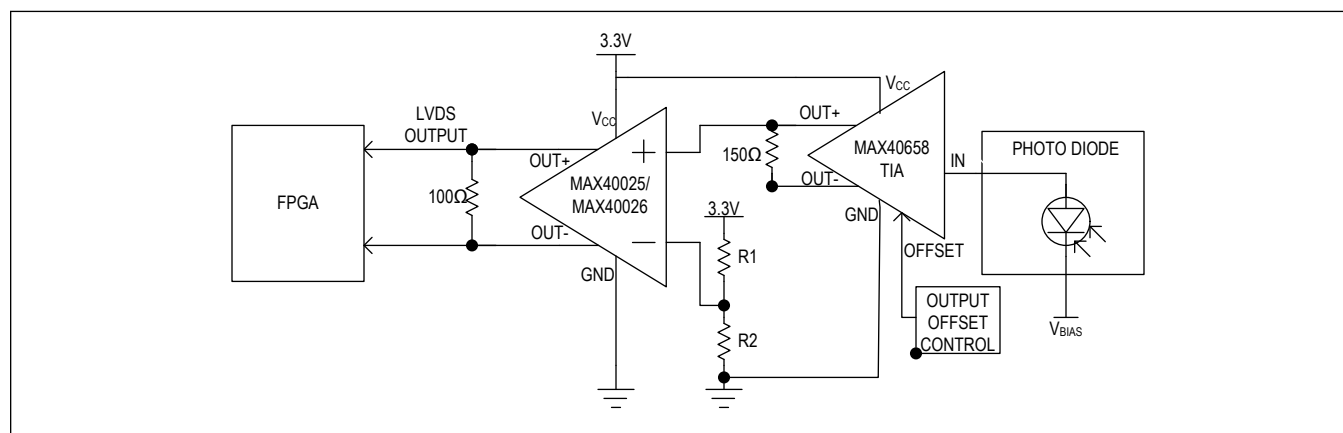 3.3V
VCC
LVDS
OUTPUT
VCC
OUT+
OUT+
150Ω
MAX40658
TIA
IN
PHOTO DIODE
FPGA
100Ω
MAX40025/
MAX40026
OUT-
OUT-
GND
3.3V
OFFSET
GND
R1
OUTPUT
OFFSET
CONTROL
VBIAS
R2